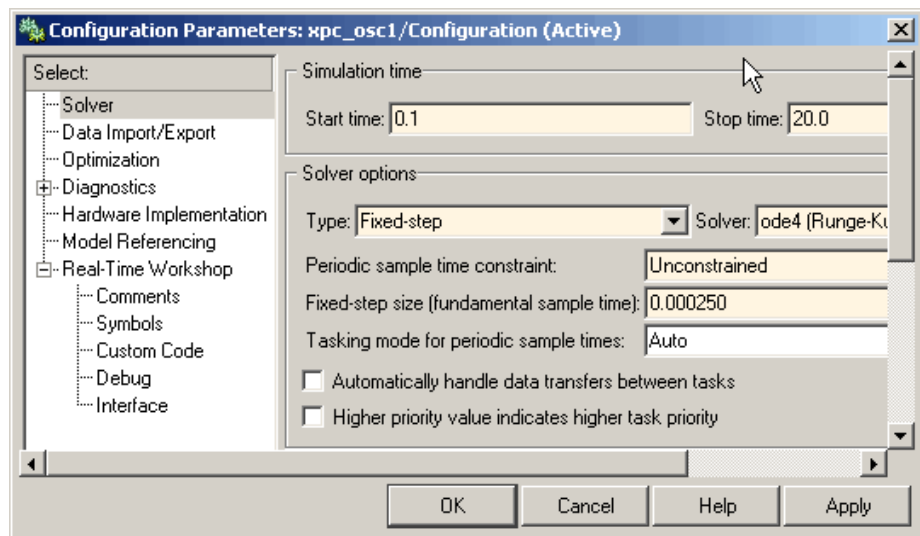 Configuration Parameters: xpc_osc1/Configuration (Active)
Select:
Solver
Data Import/Export
Optimization
Diagnostics
Hardware Implementation
Model Referencing
Real-Time Workshop
Comments
Symbols
Custom Code
Debug
Interface
Simulation time
Start time: 0.1 Stop time: 20.0
Solver options
Type: Fixed-step Solver: ode4 (Runge-Ku
Periodic sample time constraint: Unconstrained
Fixed-step size (fundamental sample time): 0.000250
Tasking mode for periodic sample times: Auto
Automatically handle data transfers between tasks
Higher priority value indicates higher task priority
OK Cancel Help Apply